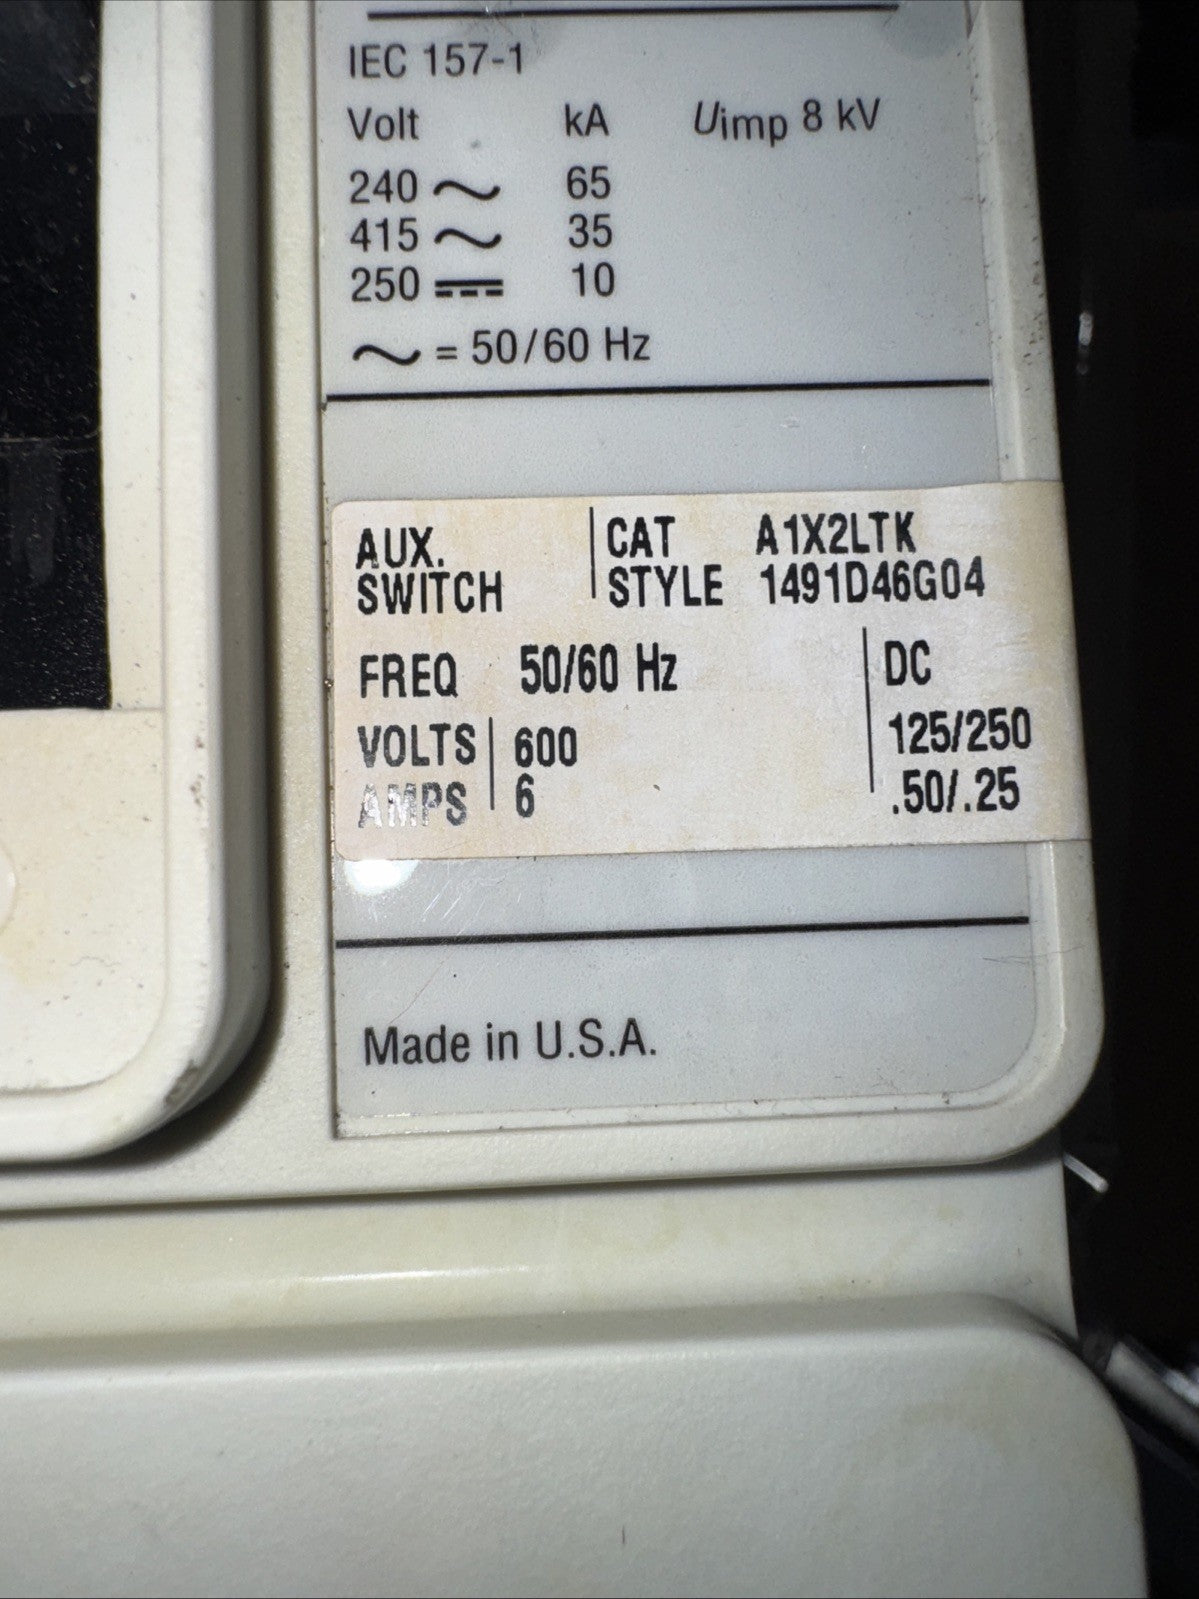 IEC 157-1
Volt kA Uimp 8 kV
240 ~ 65
415 ~ 35
250 ⎓ 10
~ = 50/60 Hz
AUX. SWITCH | CAT A1X2LTK
STYLE 1491D46G04
FREQ 50/60 Hz | DC
VOLTS | 600 | 125/250
AMPS | 6 | .50/.25
Made in U.S.A.